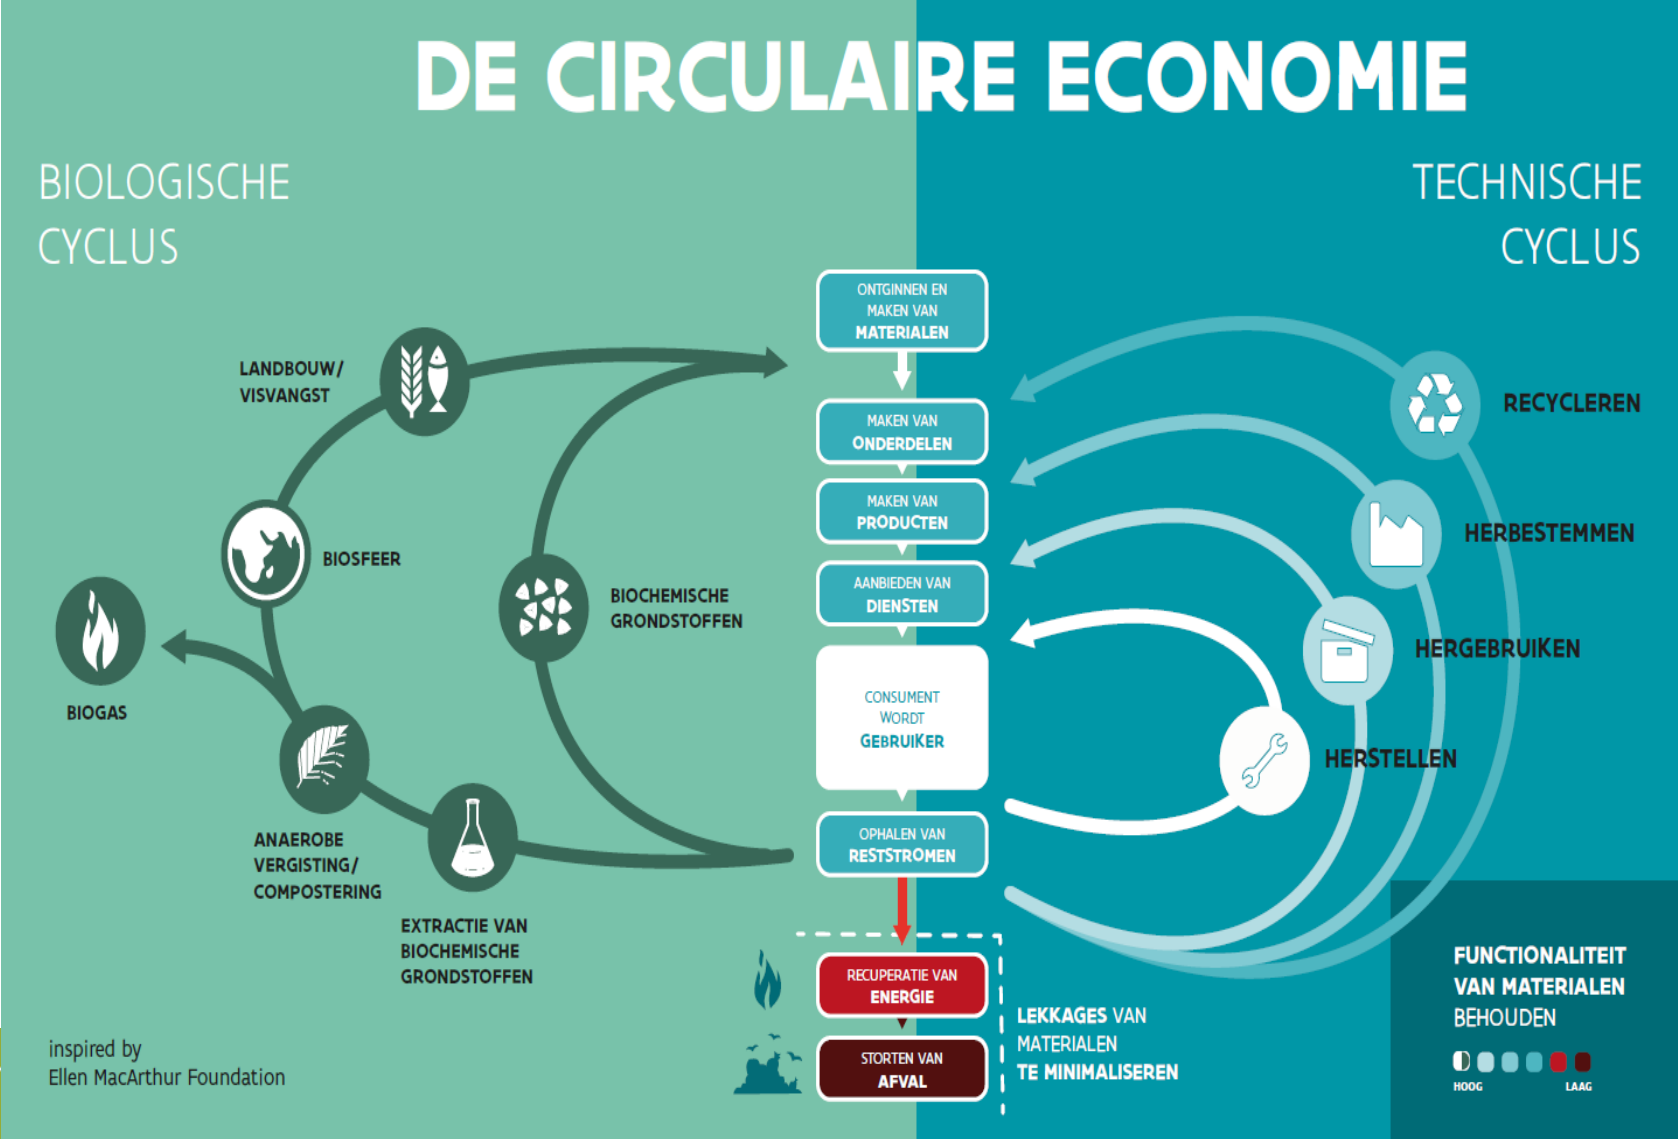 DE CIRCULAIRE ECONOMIE
BIOLOGISCHE
CYCLUS
TECHNISCHE
CYCLUS
ONTGINNEN EN
MAKEN VAN
MATERIALEN
MAKEN VAN
ONDERDELEN
MAKEN VAN
PRODUCTEN
AANBIEDEN VAN
DIENSTEN
CONSUMENT
WORDT
GEBRUIKER
OPHALEN VAN
RESTSTROMEN
RECUPERATIE VAN
ENERGIE
STORTEN VAN
AFVAL
LANDBOUW/
VISVANGST
BIOSFEER
BIOGAS
BIOCHEMISCHE
GRONDSTOFFEN
ANAEROBE
VERGISTING/
COMPOSTERING
EXTRACTIE VAN
BIOCHEMISCHE
GRONDSTOFFEN
RECYCLEREN
HERBESTEMMEN
HERGEBRUIKEN
HERSTELLEN
LEKKAGES VAN
MATERIALEN
TE MINIMALISEREN
FUNCTIONALITEIT
VAN MATERIALEN
BEHOUDEN
HOOG LAAG
inspired by
Ellen MacArthur Foundation